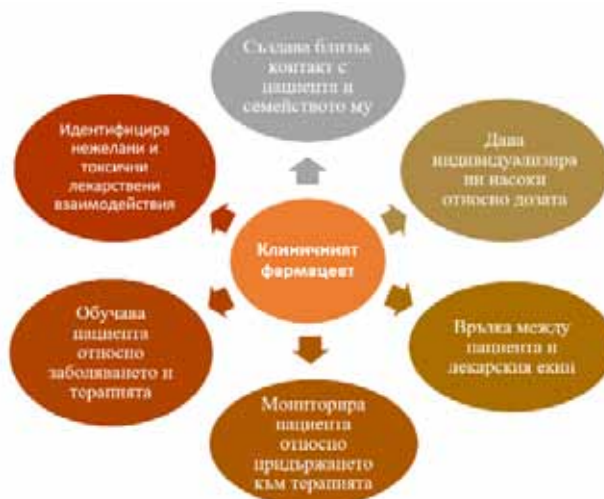 Създава близък
контакт с
пациента и
семейството му
Идентифицира
нежелани и
токсични
лекарствени
взаимодействия
Дава
индивидуализира
ни насоки
относно дозата
Клиничният
фармацевт
Обучава
пациента
относно
заболяването и
терапията
Връзка между
пациента и
лекарския екип
Мониторира
пациента
относно
придържането
към терапията